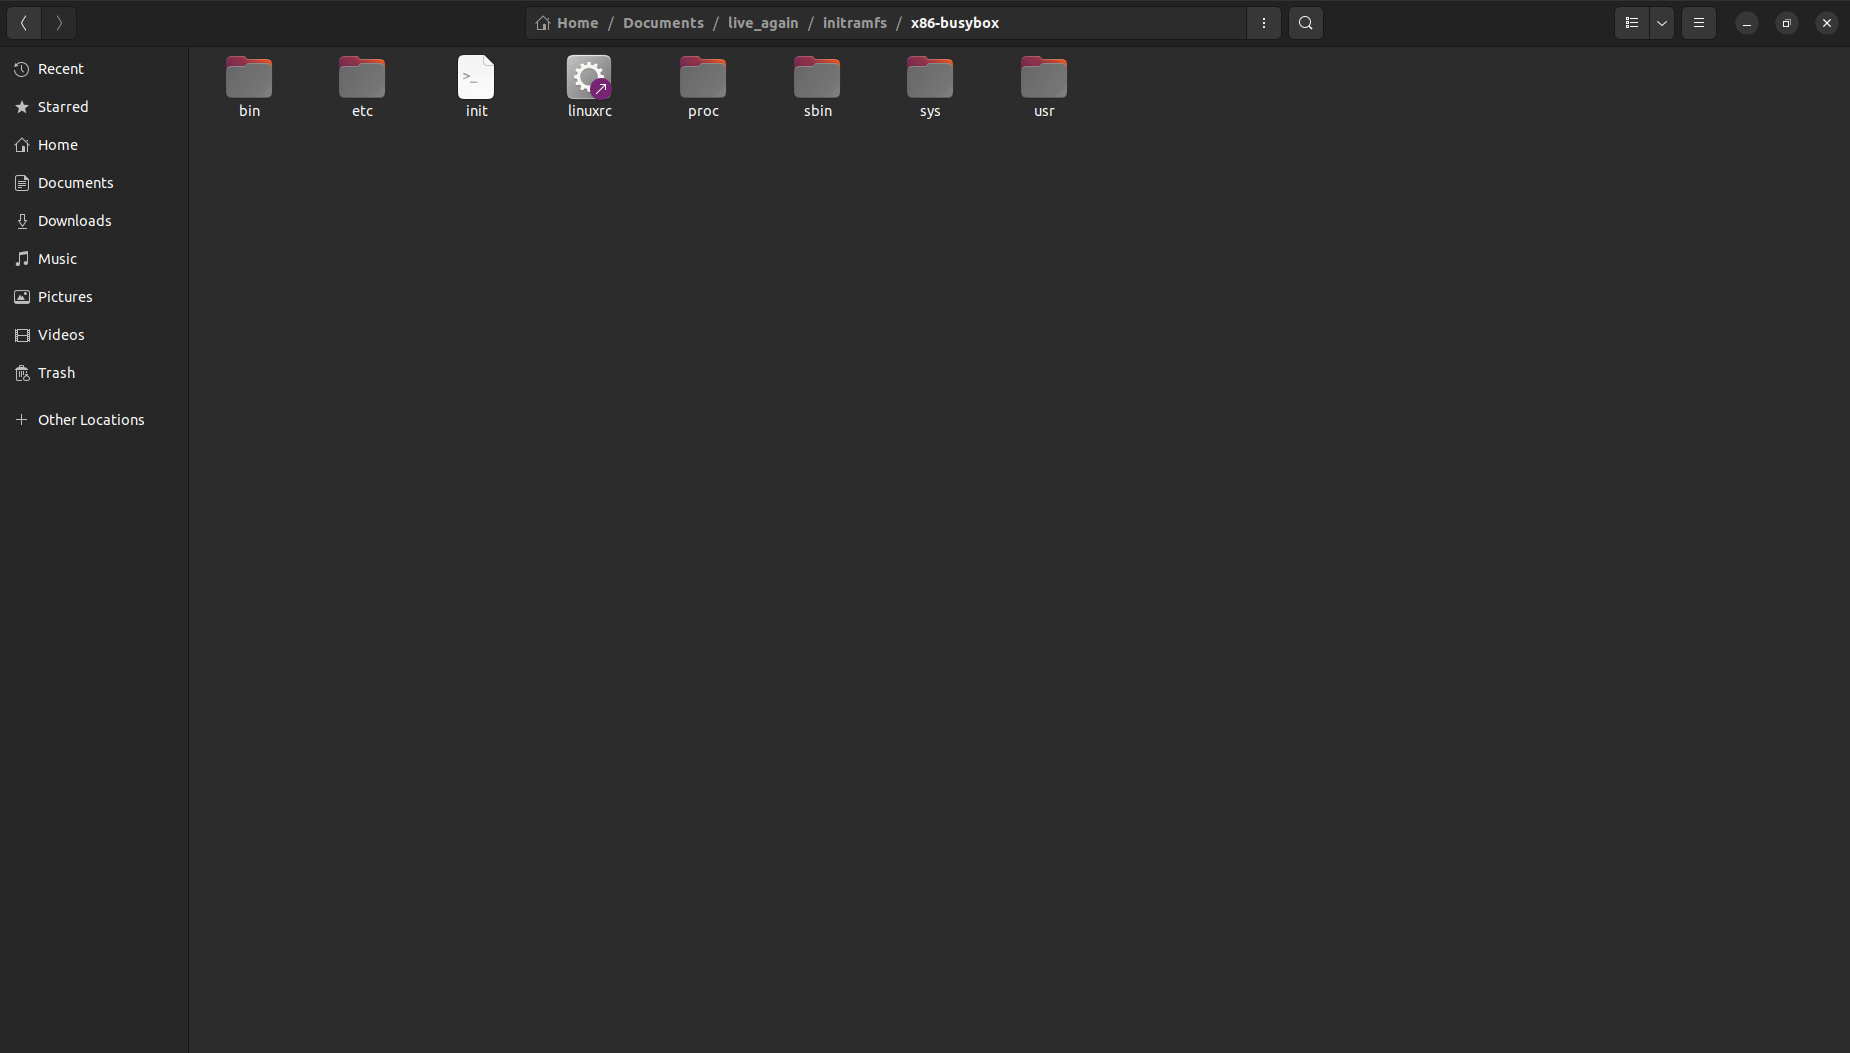 Home / Documents / live_again / initramfs / x86-busybox
Recent
Starred
Home
Documents
Downloads
Music
Pictures
Videos
Trash
Other Locations
bin etc init linuxrc proc sbin sys usr